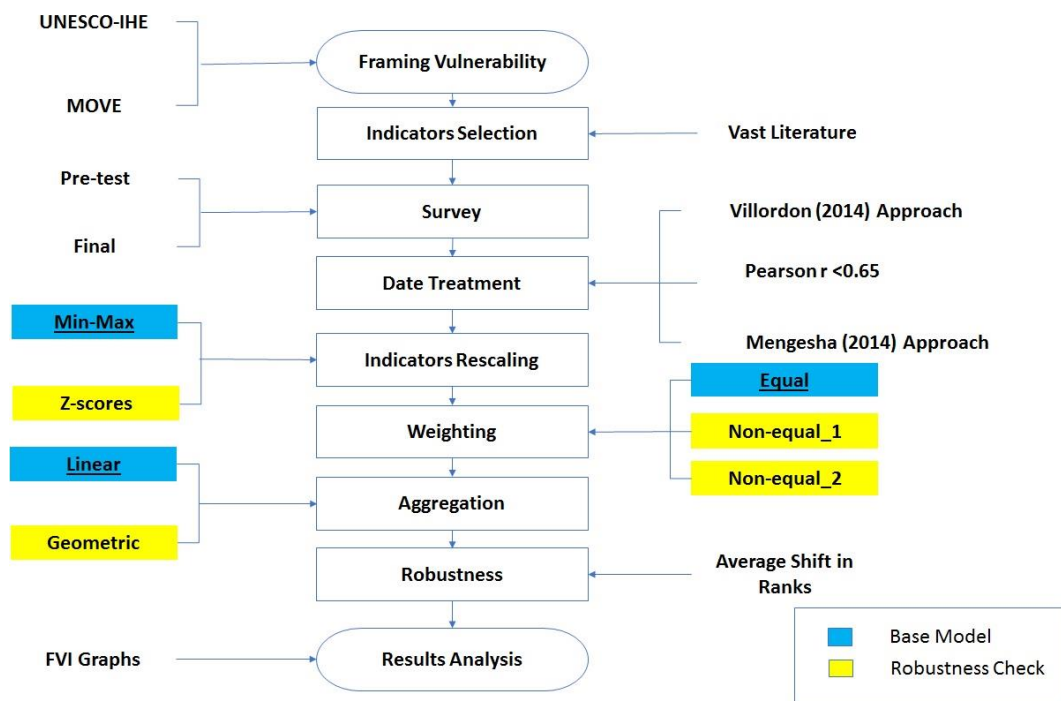 UNESCO-IHE
Framing Vulnerability
MOVE
Indicators Selection
Vast Literature
Pre-test
Survey
Villordon (2014) Approach
Final
Date Treatment
Pearson r <0.65
Min-Max
Indicators Rescaling
Mengesha (2014) Approach
Equal
Z-scores
Weighting
Non-equal_1
Linear
Non-equal_2
Aggregation
Geometric
Robustness
Average Shift in
Ranks
FVI Graphs
Results Analysis
Base Model
Robustness Check